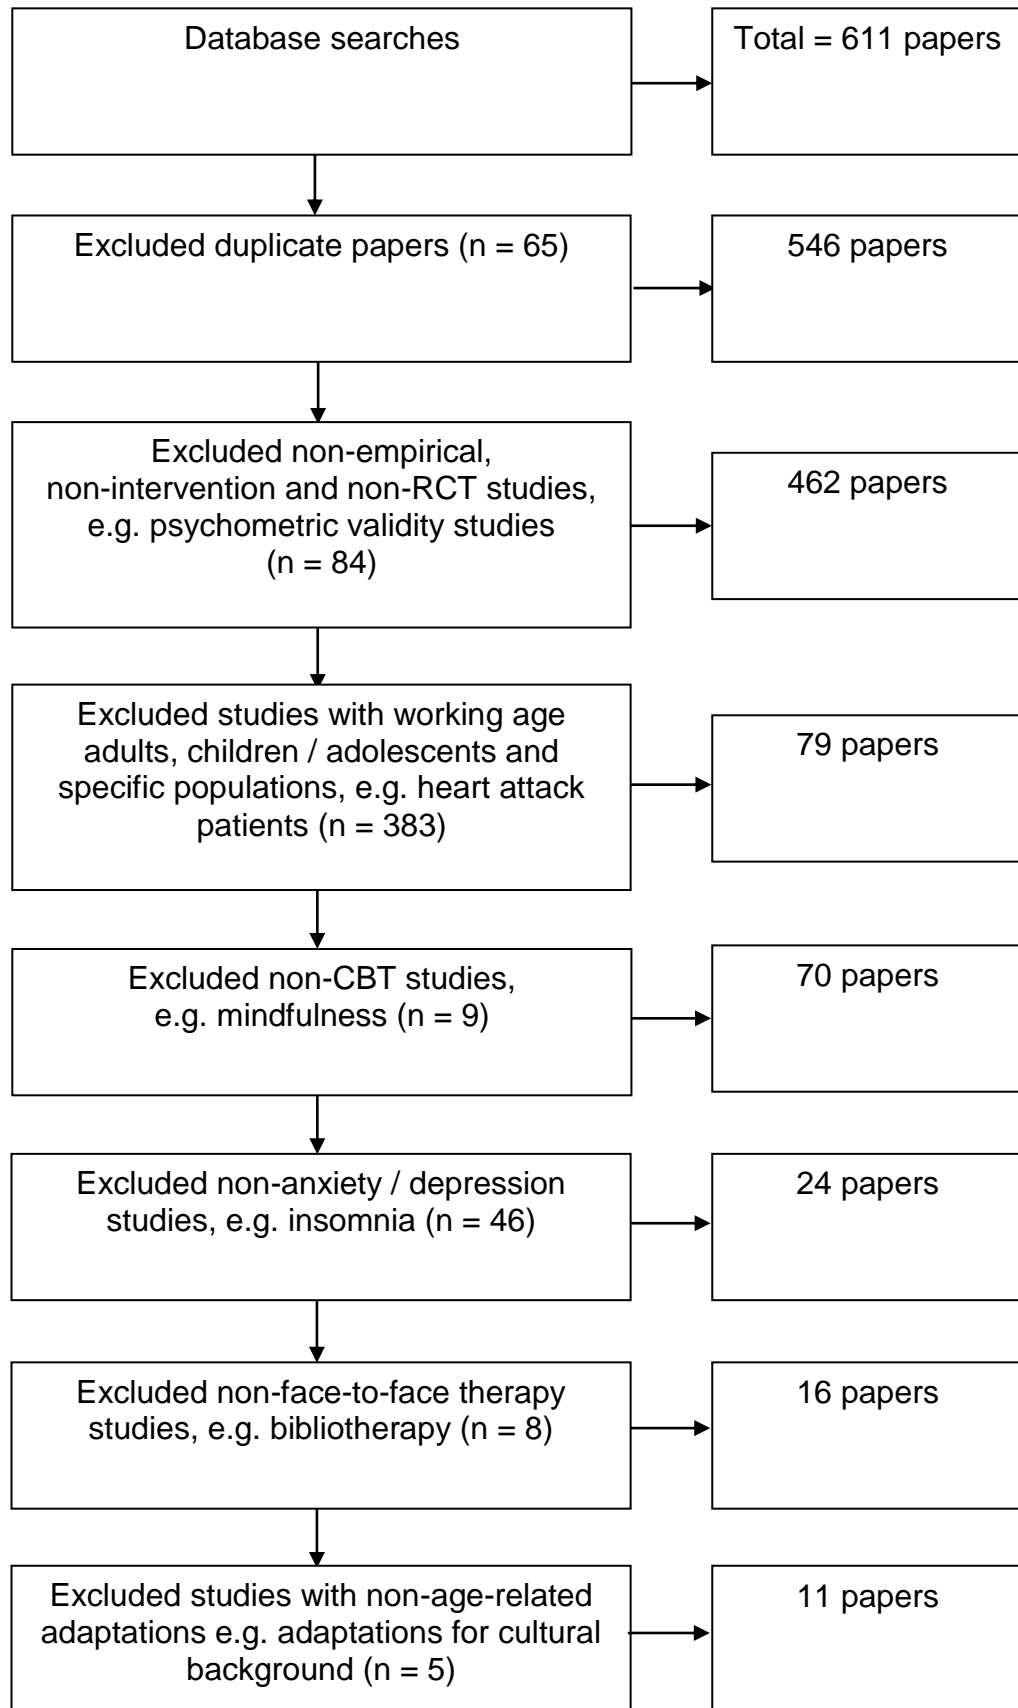 Database searches
Total = 611 papers
Excluded duplicate papers (n = 65)
546 papers
Excluded non-empirical,
non-intervention and non-RCT studies,
e.g. psychometric validity studies
(n = 84)
462 papers
Excluded studies with working age
adults, children / adolescents and
specific populations, e.g. heart attack
patients (n = 383)
79 papers
Excluded non-CBT studies,
e.g. mindfulness (n = 9)
70 papers
Excluded non-anxiety / depression
studies, e.g. insomnia (n = 46)
24 papers
Excluded non-face-to-face therapy
studies, e.g. bibliotherapy (n = 8)
16 papers
Excluded studies with non-age-related
adaptations e.g. adaptations for cultural
background (n = 5)
11 papers